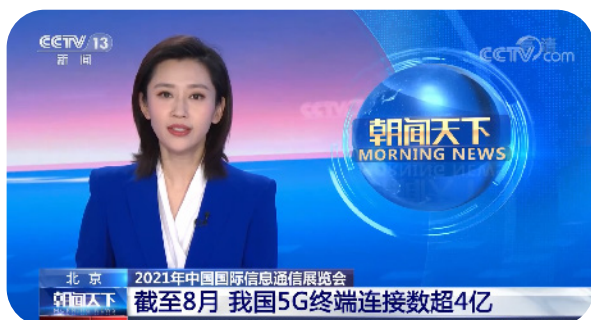 CCTV 13
新闻
CCTV.com
朝闻天下
MORNING NEWS
北京
2021年中国国际信息通信展览会
朝闻天下
截至8月 我国5G终端连接数超4亿